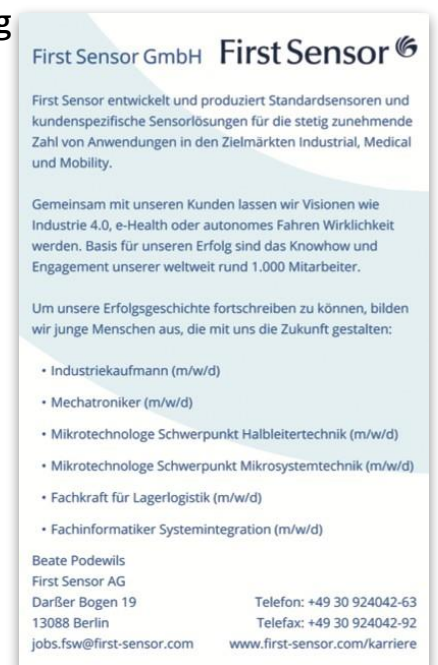 g
First Sensor GmbH First Sensor
First Sensor entwickelt und produziert Standardsensoren und
kundenspezifische Sensorlösungen für die stetig zunehmende
Zahl von Anwendungen in den Zielmärkten Industrial, Medical
und Mobility.
Gemeinsam mit unseren Kunden lassen wir Visionen wie
Industrie 4.0, e-Health oder autonomes Fahren Wirklichkeit
werden. Basis für unseren Erfolg sind das Knowhow und
Engagement unserer weltweit rund 1.000 Mitarbeiter.
Um unsere Erfolgsgeschichte fortschreiben zu können, bilden
wir junge Menschen aus, die mit uns die Zukunft gestalten:
• Industriekaufmann (m/w/d)
• Mechatroniker (m/w/d)
• Mikrotechnologe Schwerpunkt Halbleitertechnik (m/w/d)
• Mikrotechnologe Schwerpunkt Mikrosystemtechnik (m/w/d)
• Fachkraft für Lagerlogistik (m/w/d)
• Fachinformatiker Systemintegration (m/w/d)
Beate Podewils
First Sensor AG
Darßer Bogen 19 Telefon: +49 30 924042-63
13088 Berlin Telefax: +49 30 924042-92
jobs.fsw@first-sensor.com www.first-sensor.com/karriere